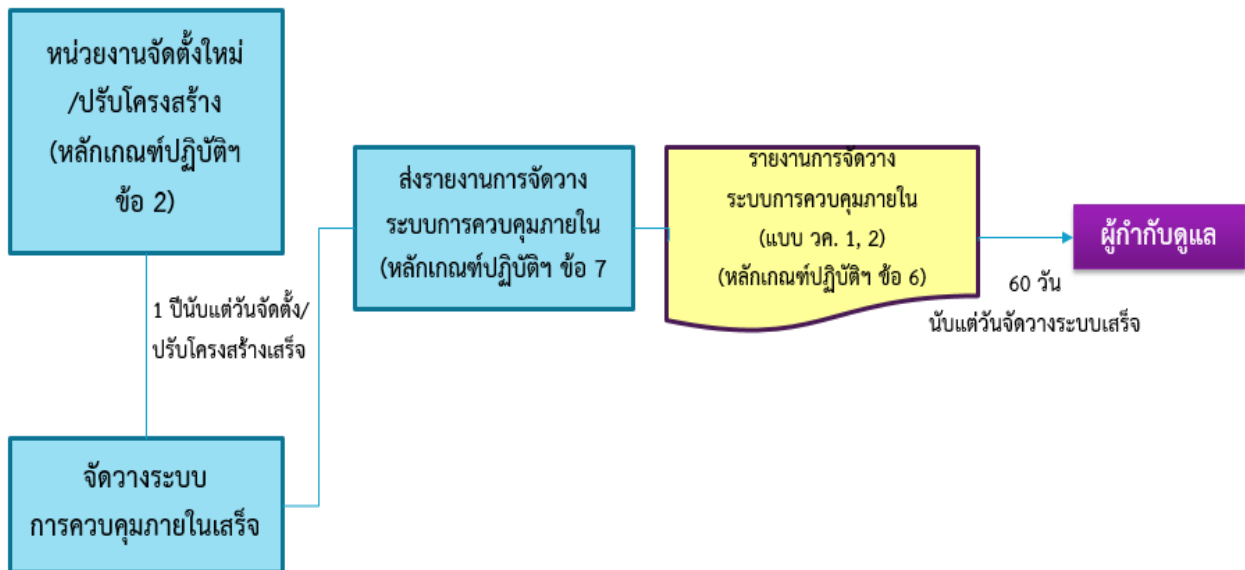 หน่วยงานจัดตั้งใหม่
/ปรับโครงสร้าง
(หลักเกณฑ์ปฏิบัติฯ
ข้อ 2)
1 ปีนับแต่วันจัดตั้ง/
ปรับโครงสร้างเสร็จ
จัดวางระบบ
การควบคุมภายในเสร็จ
ส่งรายงานการจัดวาง
ระบบการควบคุมภายใน
(หลักเกณฑ์ปฏิบัติฯ ข้อ 7
รายงานการจัดวาง
ระบบการควบคุมภายใน
(แบบ วค. 1, 2)
(หลักเกณฑ์ปฏิบัติฯ ข้อ 6)
60 วัน
นับแต่วันจัดวางระบบเสร็จ
ผู้กำกับดูแล